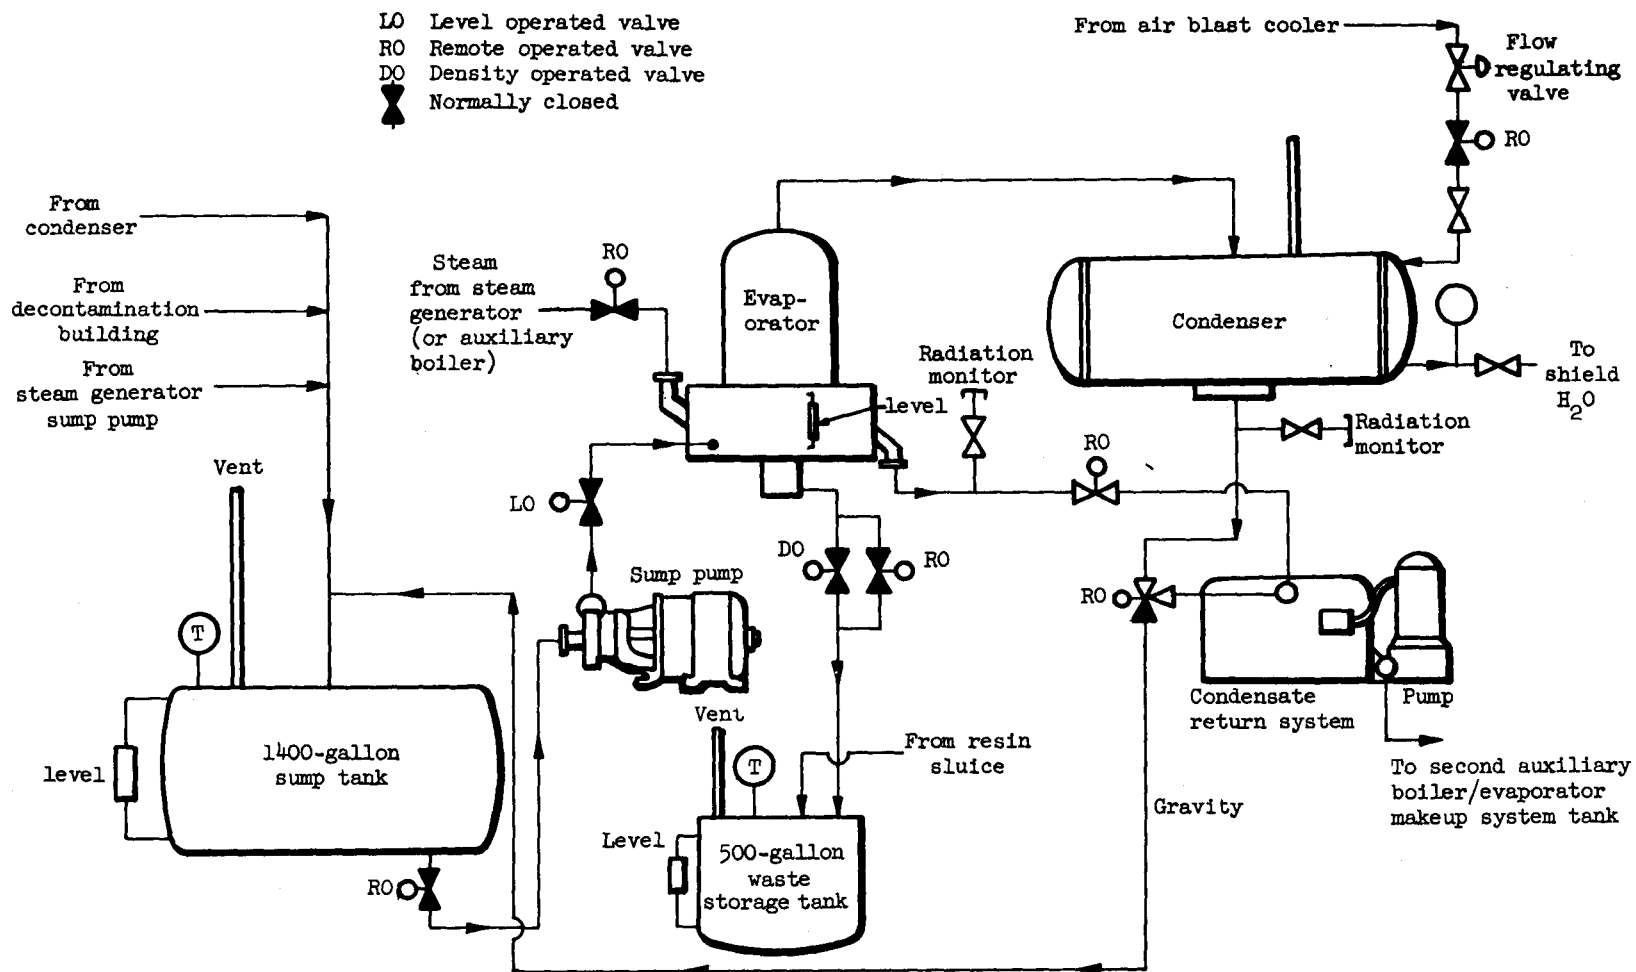 LO Level operated valve
RO Remote operated valve
DO Density operated valve
Normally closed
From air blast cooler
Flow
regulating
valve
RO
From
condenser
From
decontamination
building
From
steam generator
sump pump
Vent
Steam
from steam
generator
(or auxiliary
boiler)
RO
Evap-
orator
level
Condenser
Radiation
monitor
To
shield
H2O
Radiation
monitor
RO
LO
Sump pump
DO
RO
RO
T
1400-gallon
sump tank
level
RO
Vent
T
From resin
sluice
Level
500-gallon
waste
storage tank
Gravity
Condensate
return system
Pump
To second auxiliary
boiler/evaporator
makeup system tank